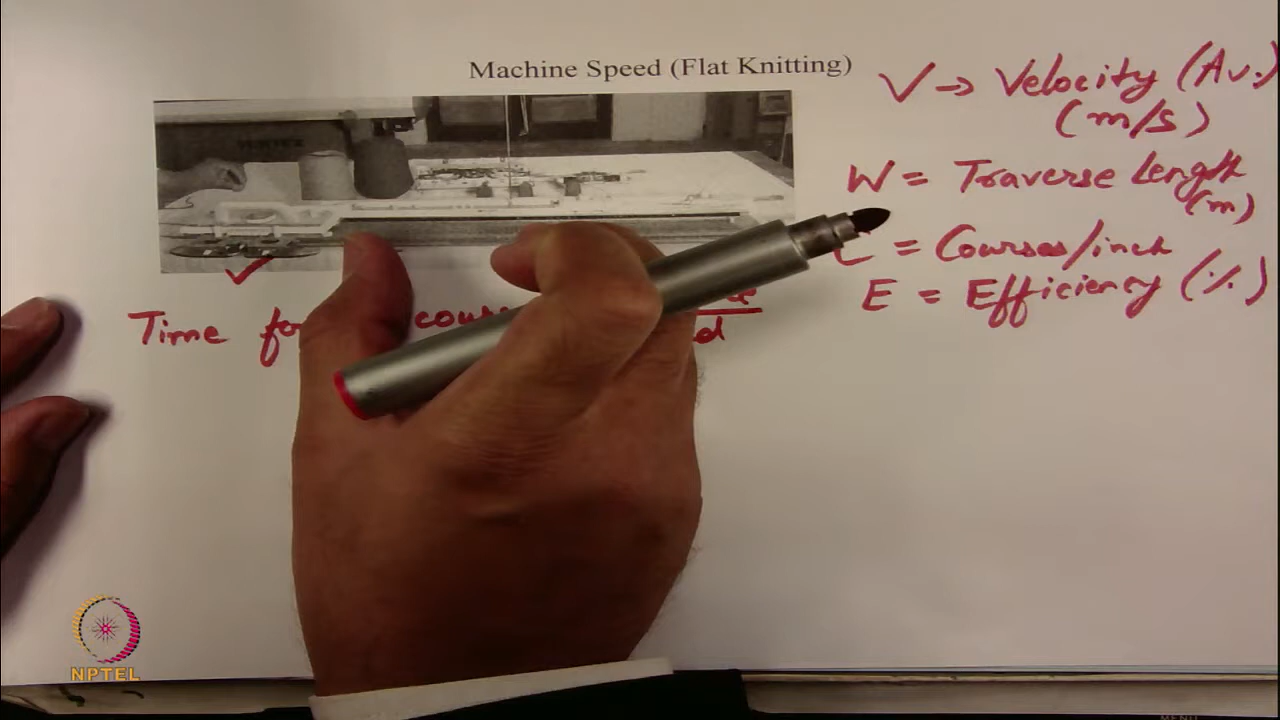 Machine Speed (Flat Knitting)
V → Velocity (Av.)
(m/s)
W = Traverse Length
(m)
= Courses/inch
E = Efficiency (%)
Time
NPTEL